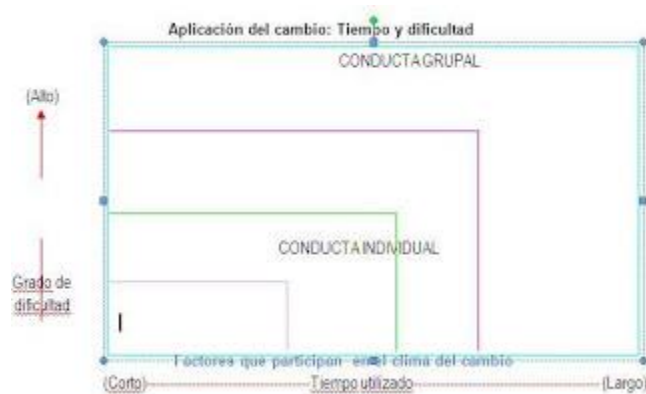 Aplicación del cambio: Tiempo y dificultad
CONDUCTA GRUPAL
(Alto)
CONDUCTA INDIVIDUAL
Grado de
dificultad
Factores que participan en el clima del cambio
(Corto) Tiempo utilizado (Largo)